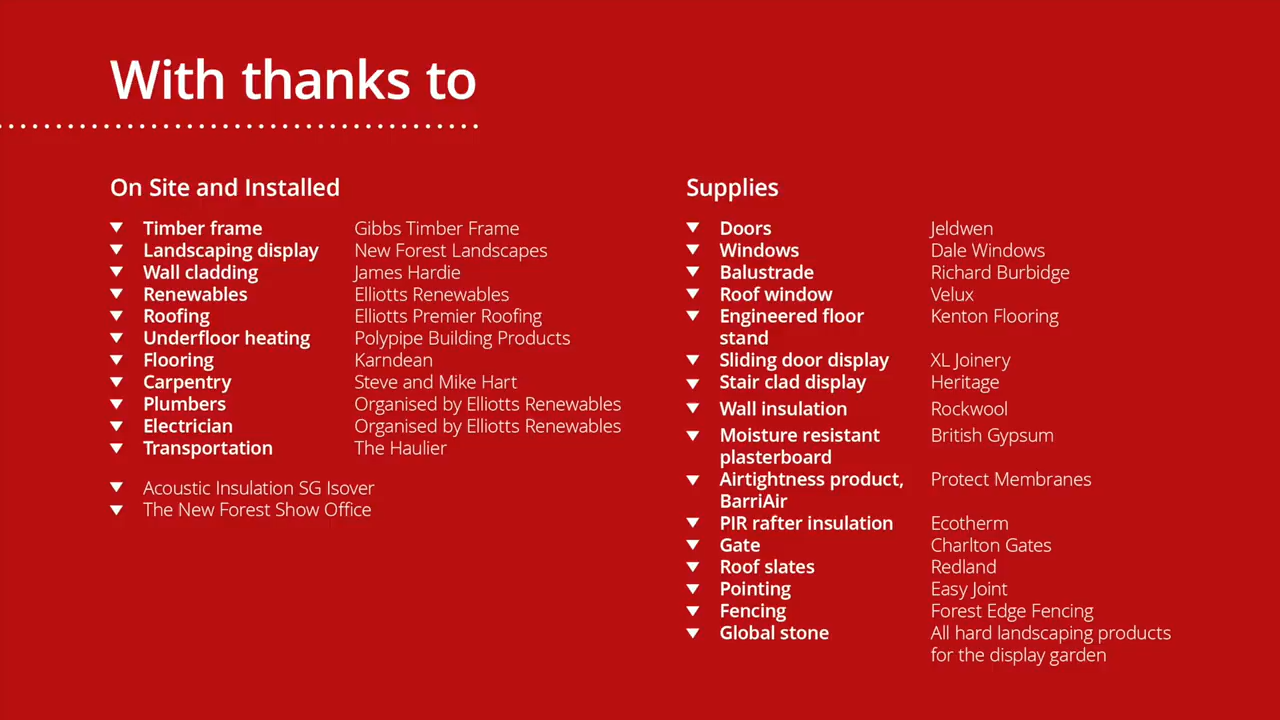 With thanks to
On Site and Installed
Timber frame Gibbs Timber Frame
Landscaping display New Forest Landscapes
Wall cladding James Hardie
Renewables Elliotts Renewables
Roofing Elliotts Premier Roofing
Underfloor heating Polypipe Building Products
Flooring Karndean
Carpentry Steve and Mike Hart
Plumbers Organised by Elliotts Renewables
Electrician Organised by Elliotts Renewables
Transportation The Haulier
Acoustic Insulation SG Isover
The New Forest Show Office
Supplies
Doors Jeldwen
Windows Dale Windows
Balustrade Richard Burbidge
Roof window Velux
Engineered floor Kenton Flooring
stand
Sliding door display XL Joinery
Stair clad display Heritage
Wall insulation Rockwool
Moisture resistant British Gypsum
plasterboard
Airtightness product, Protect Membranes
BarriAir
PIR rafter insulation Ecotherm
Gate Charlton Gates
Roof slates Redland
Pointing Easy Joint
Fencing Forest Edge Fencing
Global stone All hard landscaping products
for the display garden